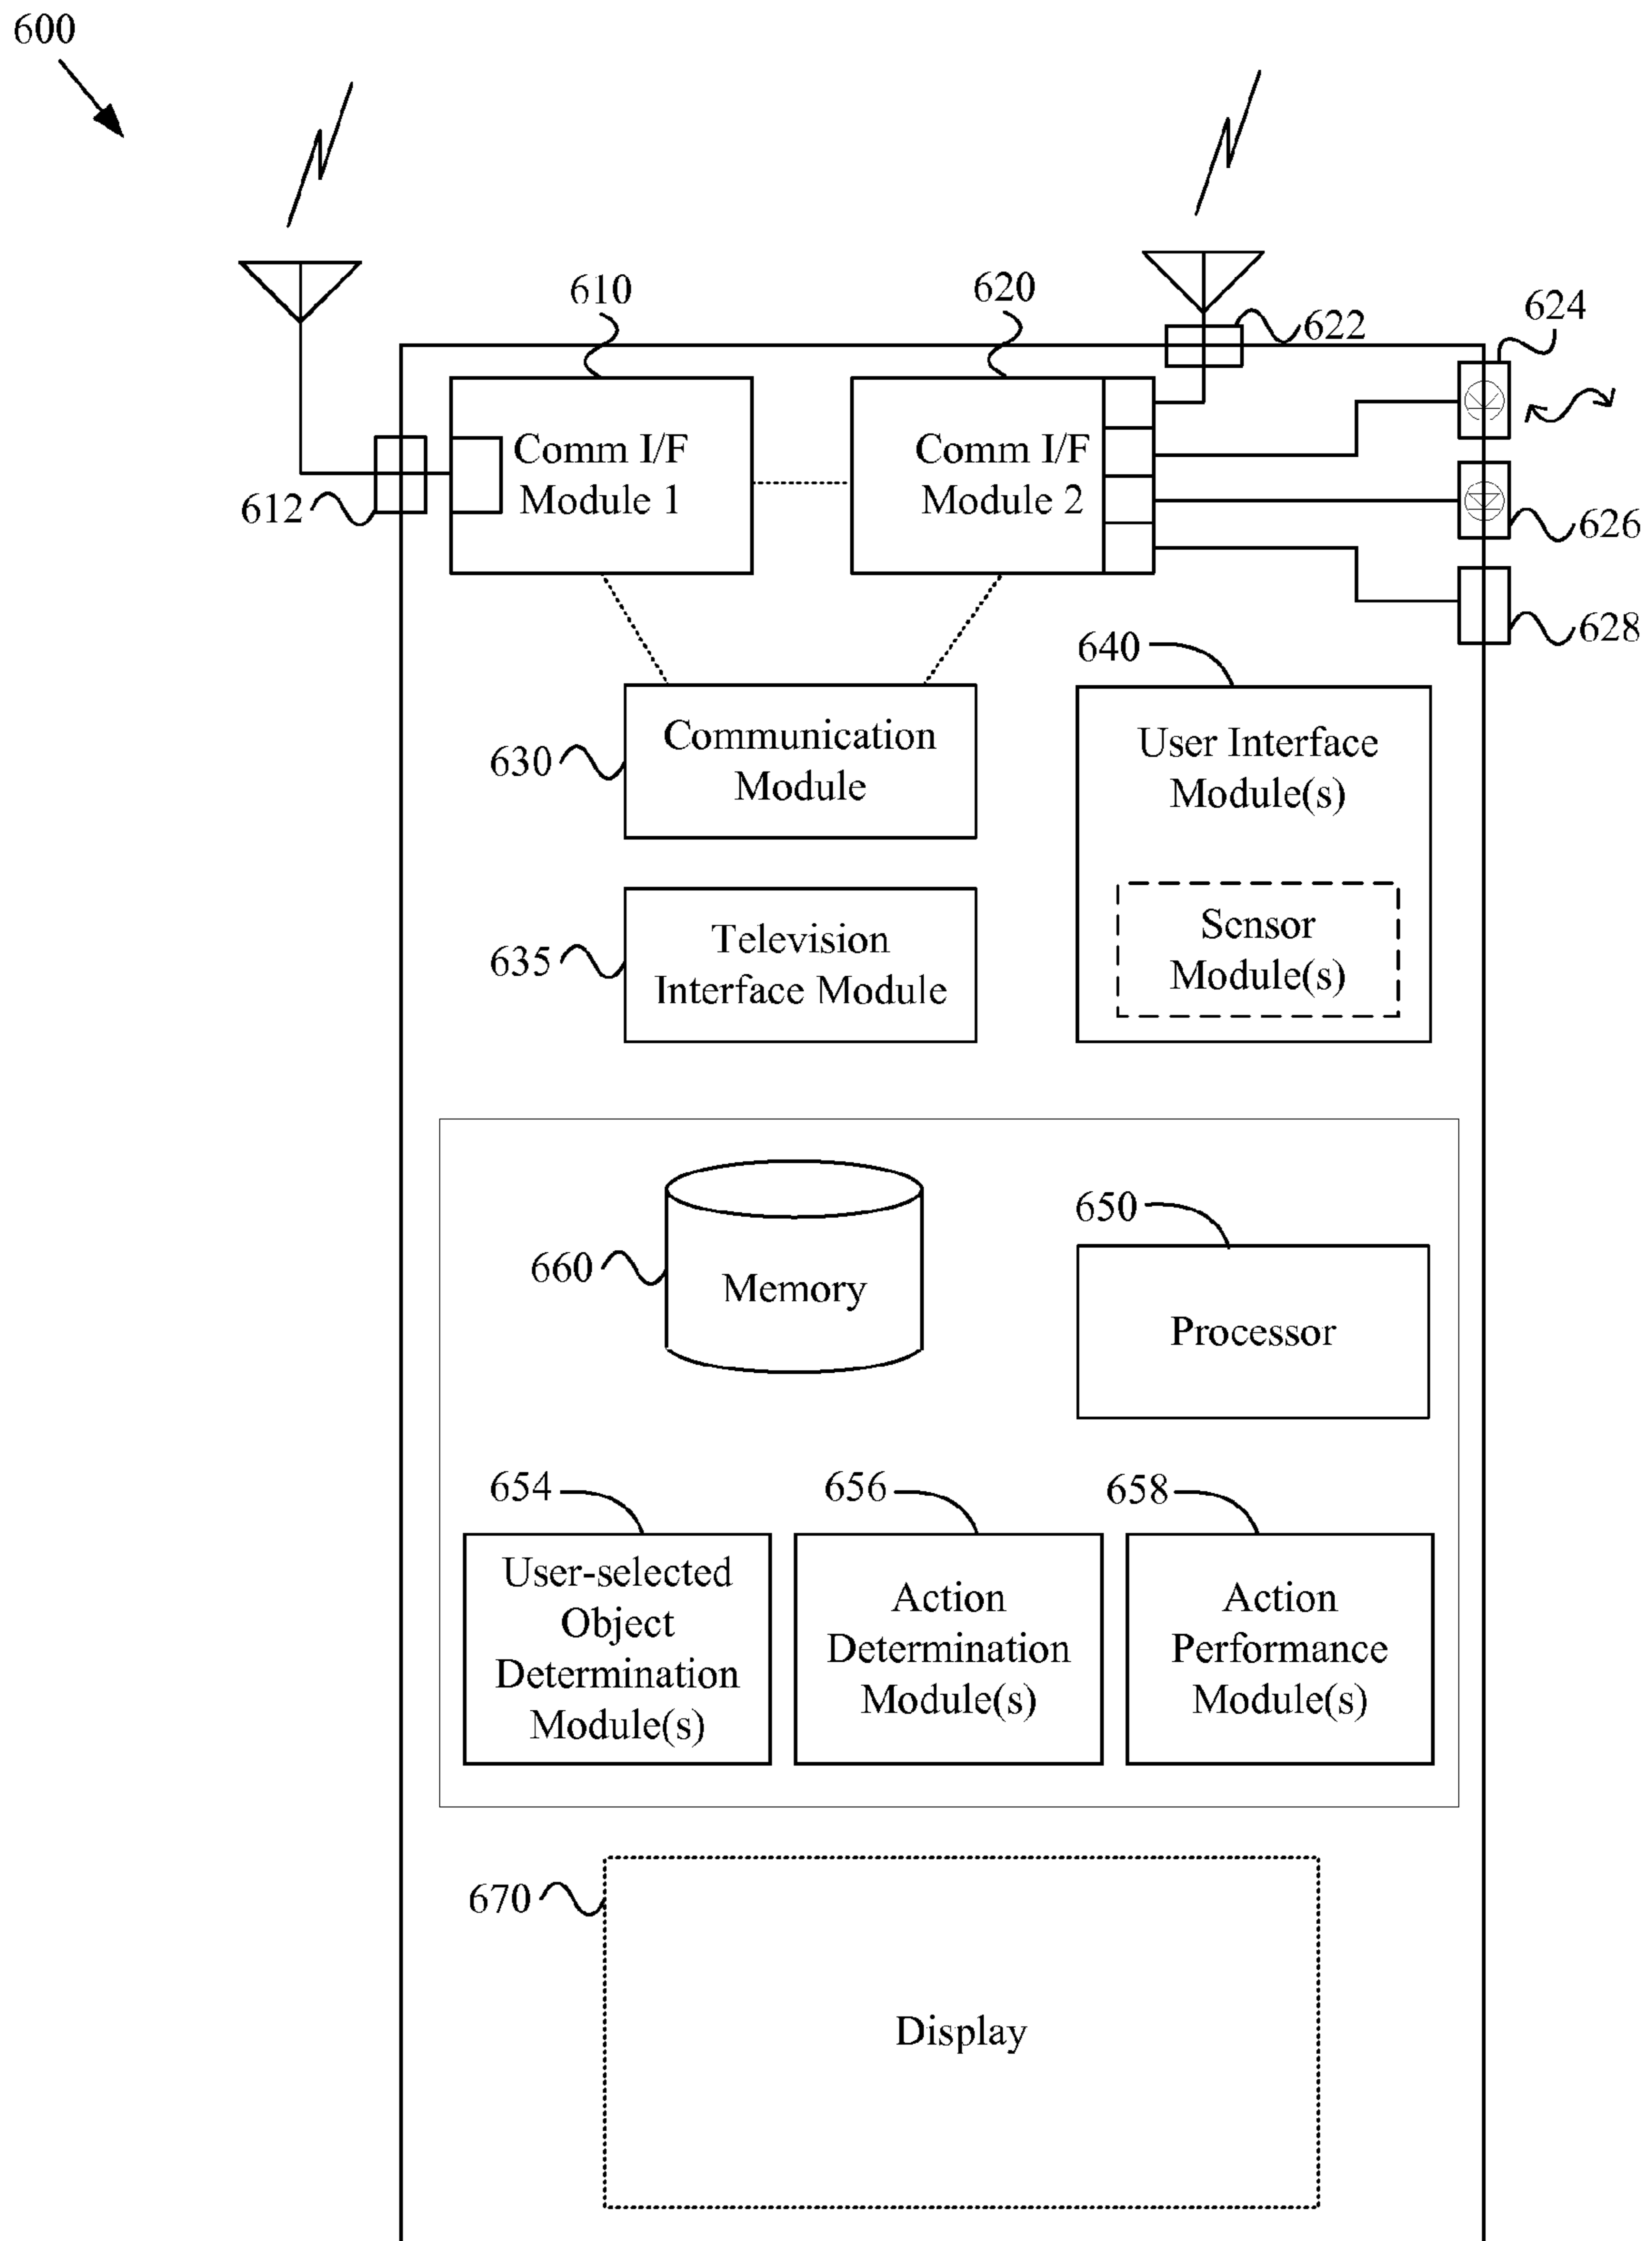 600
610
620
622
624
Comm I/F
Module 1
Comm I/F
Module 2
612
626
628
640
630
Communication
Module
User Interface
Module(s)
635
Television
Interface Module
Sensor
Module(s)
650
660
Memory
Processor
654
656
658
User-selected
Object
Determination
Module(s)
Action
Determination
Module(s)
Action
Performance
Module(s)
670
Display